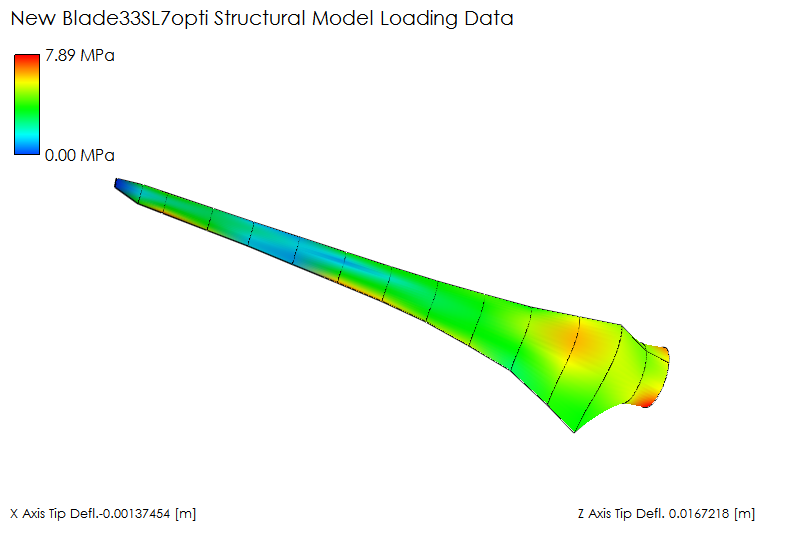 New Blade33SL7opti Structural Model Loading Data
7.89 MPa
0.00 MPa
X Axis Tip Defl.-0.00137454 [m]
Z Axis Tip Defl. 0.0167218 [m]